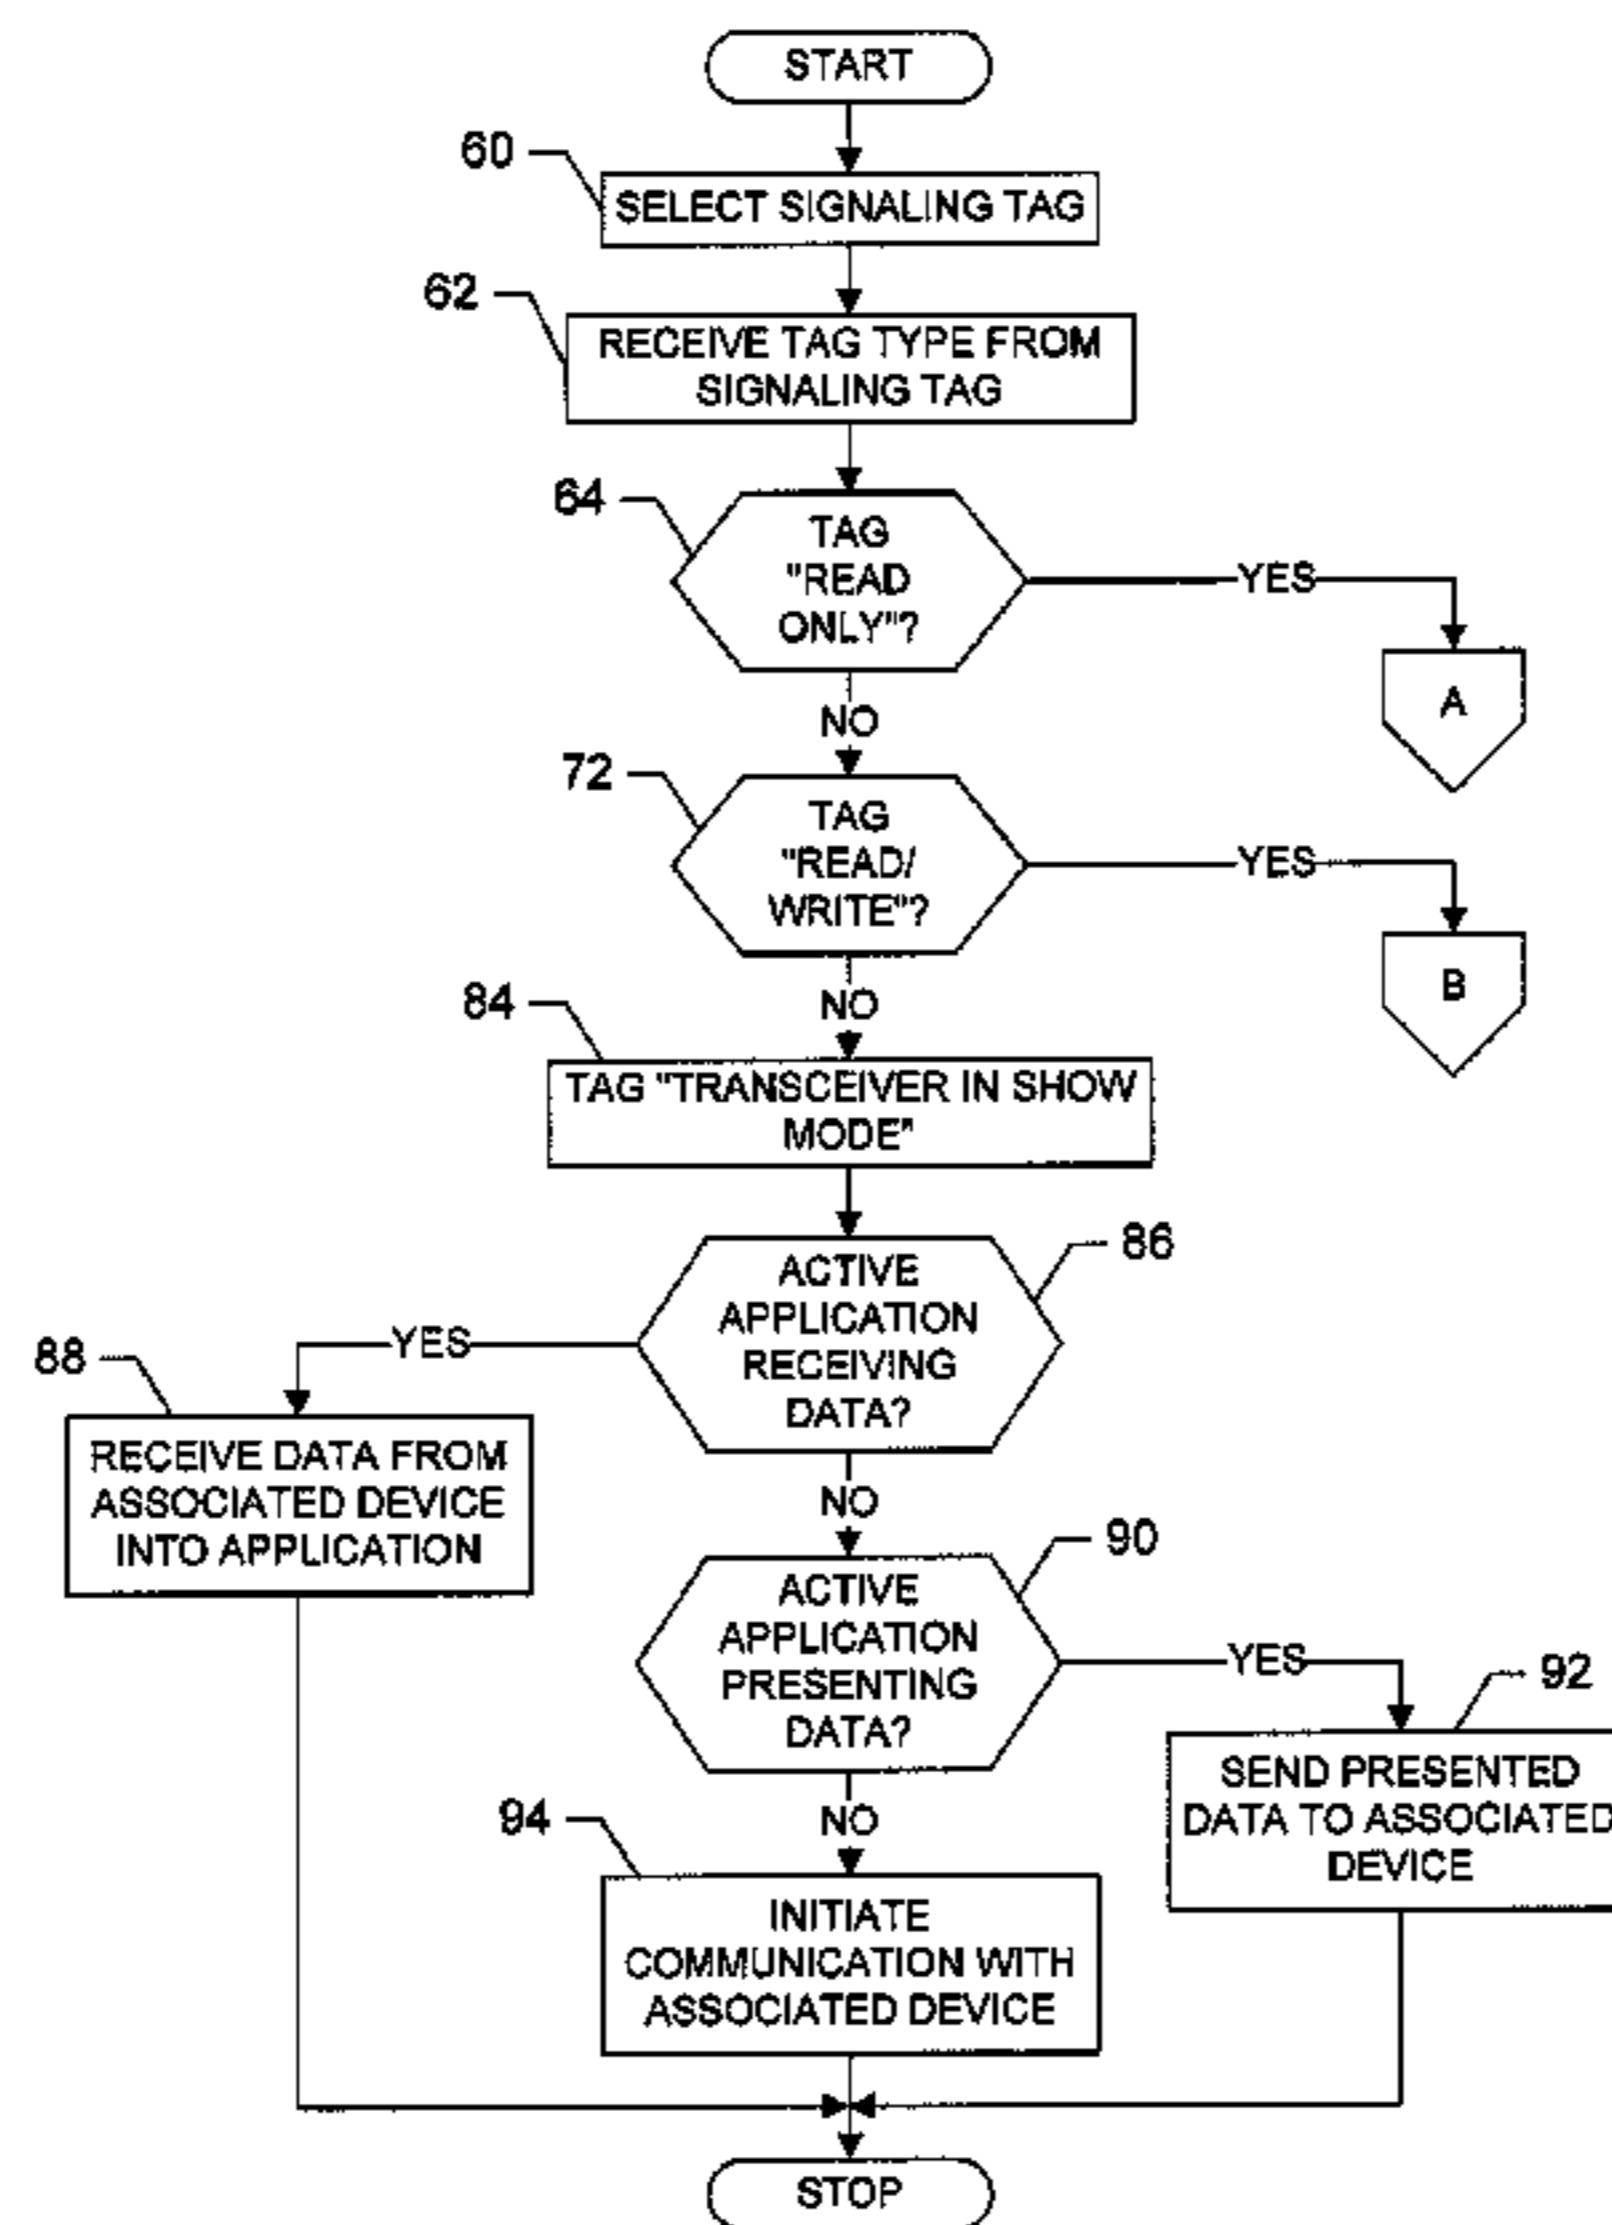 START
60
SELECT SIGNALING TAG
62
RECEIVE TAG TYPE FROM
SIGNALING TAG
64
TAG
"READ
ONLY"?
YES
A
NO
72
TAG
"READ/
WRITE"?
YES
B
NO
84
TAG "TRANSCEIVER IN SHOW
MODE"
86
ACTIVE
APPLICATION
RECEIVING
DATA?
YES
88
RECEIVE DATA FROM
ASSOCIATED DEVICE
INTO APPLICATION
NO
90
ACTIVE
APPLICATION
PRESENTING
DATA?
YES
92
SEND PRESENTED
DATA TO ASSOCIATED
DEVICE
NO
94
INITIATE
COMMUNICATION WITH
ASSOCIATED DEVICE
STOP